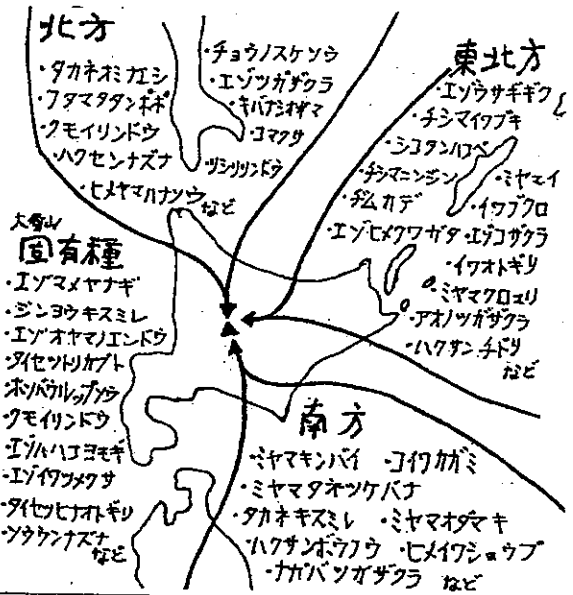 北方
・タカネオミナエシ
・フタマタタンポポ
・クモイリンドウ
・ハクセンナズナ
・ヒメヤマハナソウ
など
・チョウノスケソウ
・エゾツガザクラ
・キバナシオガマ
・コマクサ
・リシリリンドウ
東北方
・エゾウサギギク
・チシマイワブキ
・シコタンハコベ
・チシマニンジン
・ジムカデ
・ミヤマイ
・イワブクロ
・エゾヒメクワガタ・エゾコザクラ
・イワオトギリ
・ミヤマクロユリ
・アオノツガザクラ
・ハクサンチドリ
など
大雪山
固有種
・エゾマメヤナギ
・ジンヨウキスミレ
・エゾオヤマノエンドウ
・ダイセツトリカブト
・ホソバウルップソウ
・クモイリンドウ
・エゾハハコヨモギ
・エゾイワツメクサ
・ダイセツヒナオトギリ
・ソウウンナズナ
など
南方
・ミヤマキンバイ ・コイワカガミ
・ミヤマタネツケバナ
・タカネキスミレ ・ミヤマオダマキ
・ハクサンボウフウ ・ヒメイワショウブ
・ナガバツガザクラ など